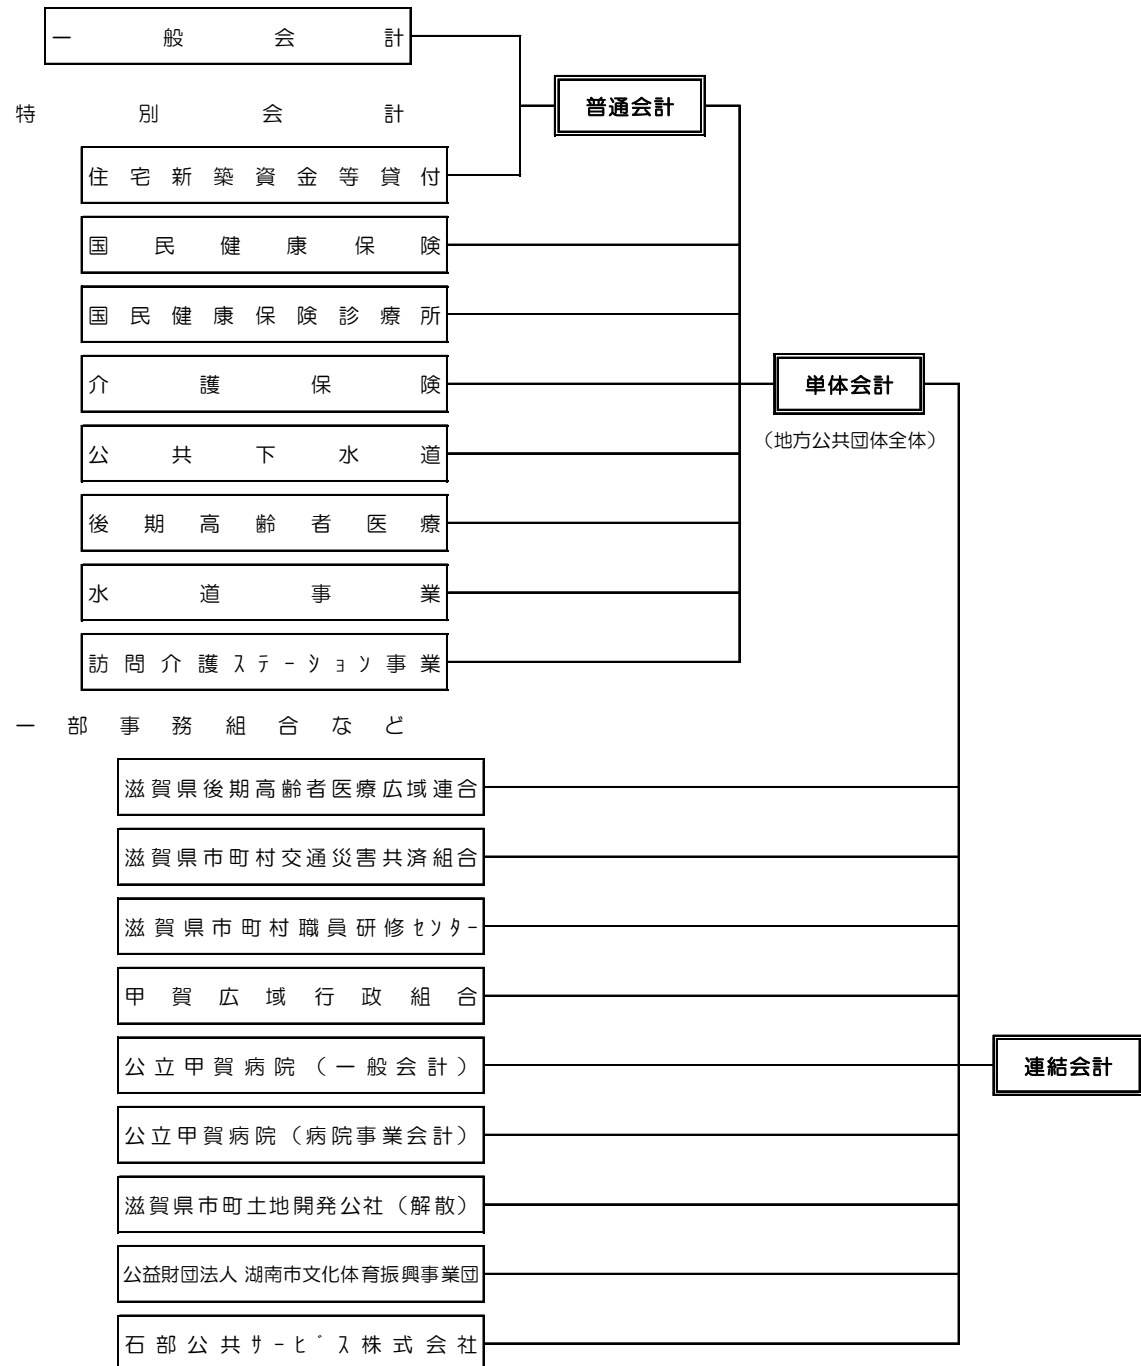 一般会計
普通会計
特別会計
住宅新築資金等貸付
国民健康保険
国民健康保険診療所
介護保険
単体会計
（地方公共団体全体）
公共下水道
後期高齢者医療
水道事業
訪問介護ｽﾃｰｼｮﾝ事業
一部事務組合など
滋賀県後期高齢者医療広域連合
滋賀県市町村交通災害共済組合
滋賀県市町村職員研修ｾﾝﾀｰ
甲賀広域行政組合
公立甲賀病院（一般会計）
連結会計
公立甲賀病院（病院事業会計）
滋賀県市町土地開発公社（解散）
公益財団法人 湖南市文化体育振興事業団
石部公共ｻｰﾋﾞｽ株式会社